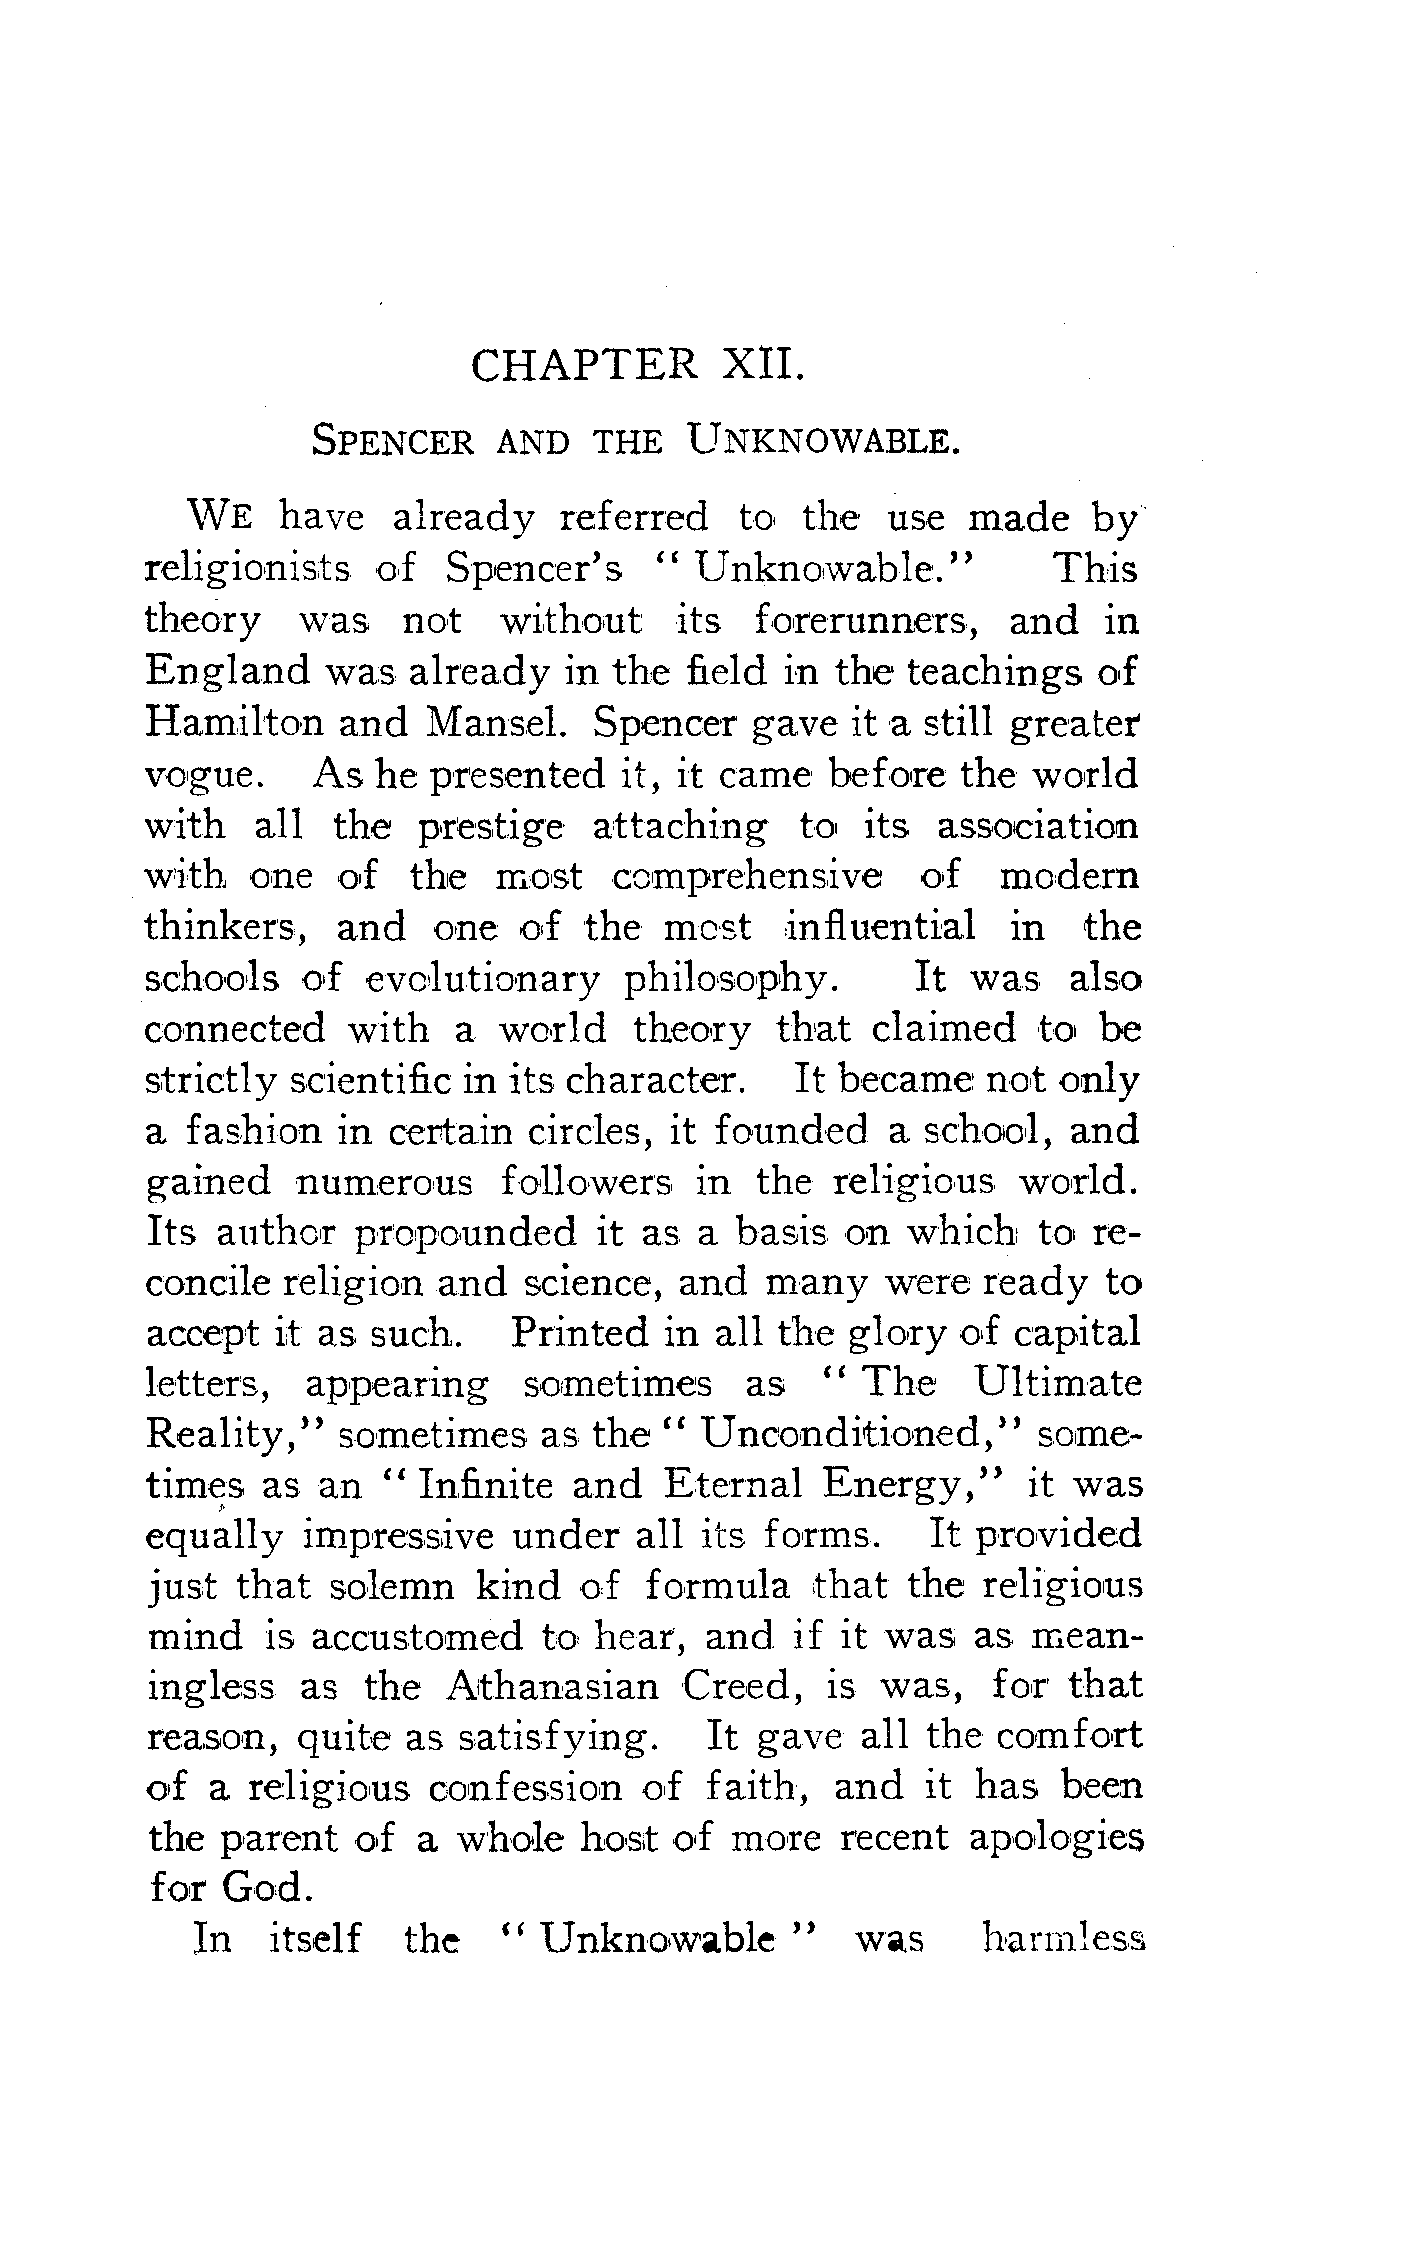 CHAPTER XII.
SPENCER AND THE UNKNOWABLE.
WE have already referred to the use made by
religionists of Spencer's " Unknowable." This
theory was not without its forerunners, and in
England was already in the field in the teachings of
Hamilton and Mansel. Spencer gave it a still greater
vogue. As he presented it, it came before the world
with all the prestige attaching to its association
with one of the most comprehensive of modern
thinkers, and one of the most influential in the
schools of evolutionary philosophy. It was also
connected with a world theory that claimed to be
strictly scientific in its character. It became not only
a fashion in certain circles, it founded a school, and
gained numerous followers in the religious world.
Its author propounded it as a basis on which to re-
concile religion and science, and many were ready to
accept it as such. Printed in all the glory of capital
letters, appearing sometimes as " The Ultimate
Reality," sometimes as the " Unconditioned," some-
times as an " Infinite and Eternal Energy," it was
equally impressive under all its forms. It provided
just that solemn kind of formula that the religious
mind is accustomed to hear, and if it was as mean-
ingless as the Athanasian Creed, is was, for that
reason, quite as satisfying. It gave all the comfort
of a religious confession of faith, and it has been
the parent of a whole host of more recent apologies
for God.
In itself the " Unknowable " was harmless